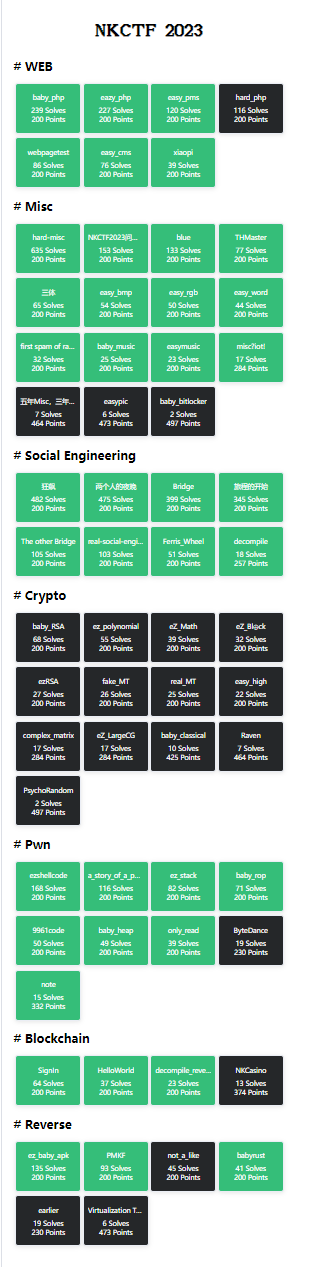 NKCTF 2023
# WEB
baby_php
239 Solves
200 Points
eazy_php
227 Solves
200 Points
easy_pms
120 Solves
200 Points
hard_php
116 Solves
200 Points
webpagetest
86 Solves
200 Points
easy_cms
76 Solves
200 Points
xiaopi
39 Solves
200 Points
# Misc
hard-misc
635 Solves
200 Points
NKCTF2023问...
153 Solves
200 Points
blue
133 Solves
200 Points
THMaster
77 Solves
200 Points
三体
65 Solves
200 Points
easy_bmp
54 Solves
200 Points
easy_rgb
50 Solves
200 Points
easy_word
44 Solves
200 Points
first spam of ra...
32 Solves
200 Points
baby_music
25 Solves
200 Points
easymusic
23 Solves
200 Points
misc?iot!
17 Solves
284 Points
五年Misc，三年...
7 Solves
464 Points
easypic
6 Solves
473 Points
baby_bitlocker
2 Solves
497 Points
# Social Engineering
狂飙
482 Solves
200 Points
两个人的夜晚
475 Solves
200 Points
Bridge
399 Solves
200 Points
旅程的开始
345 Solves
200 Points
The other Bridge
105 Solves
200 Points
real-social-engi...
103 Solves
200 Points
Ferris_Wheel
51 Solves
200 Points
decompile
18 Solves
257 Points
# Crypto
baby_RSA
68 Solves
200 Points
ez_polynomial
55 Solves
200 Points
eZ_Math
39 Solves
200 Points
eZ_Bl@ck
32 Solves
200 Points
ezRSA
27 Solves
200 Points
fake_MT
26 Solves
200 Points
real_MT
25 Solves
200 Points
easy_high
22 Solves
200 Points
complex_matrix
17 Solves
284 Points
eZ_LargeCG
17 Solves
284 Points
baby_classical
10 Solves
425 Points
Raven
7 Solves
464 Points
PsychoRandom
2 Solves
497 Points
# Pwn
ezshellcode
168 Solves
200 Points
a_story_of_a_p...
116 Solves
200 Points
ez_stack
82 Solves
200 Points
baby_rop
71 Solves
200 Points
9961code
50 Solves
200 Points
baby_heap
49 Solves
200 Points
only_read
39 Solves
200 Points
ByteDance
19 Solves
230 Points
note
15 Solves
332 Points
# Blockchain
SignIn
64 Solves
200 Points
HelloWorld
37 Solves
200 Points
decompile_reve...
23 Solves
200 Points
NKCasino
13 Solves
374 Points
# Reverse
ez_baby_apk
135 Solves
200 Points
PMKF
93 Solves
200 Points
not_a_like
45 Solves
200 Points
babyrust
41 Solves
200 Points
earlier
19 Solves
230 Points
Virtualization T...
6 Solves
473 Points